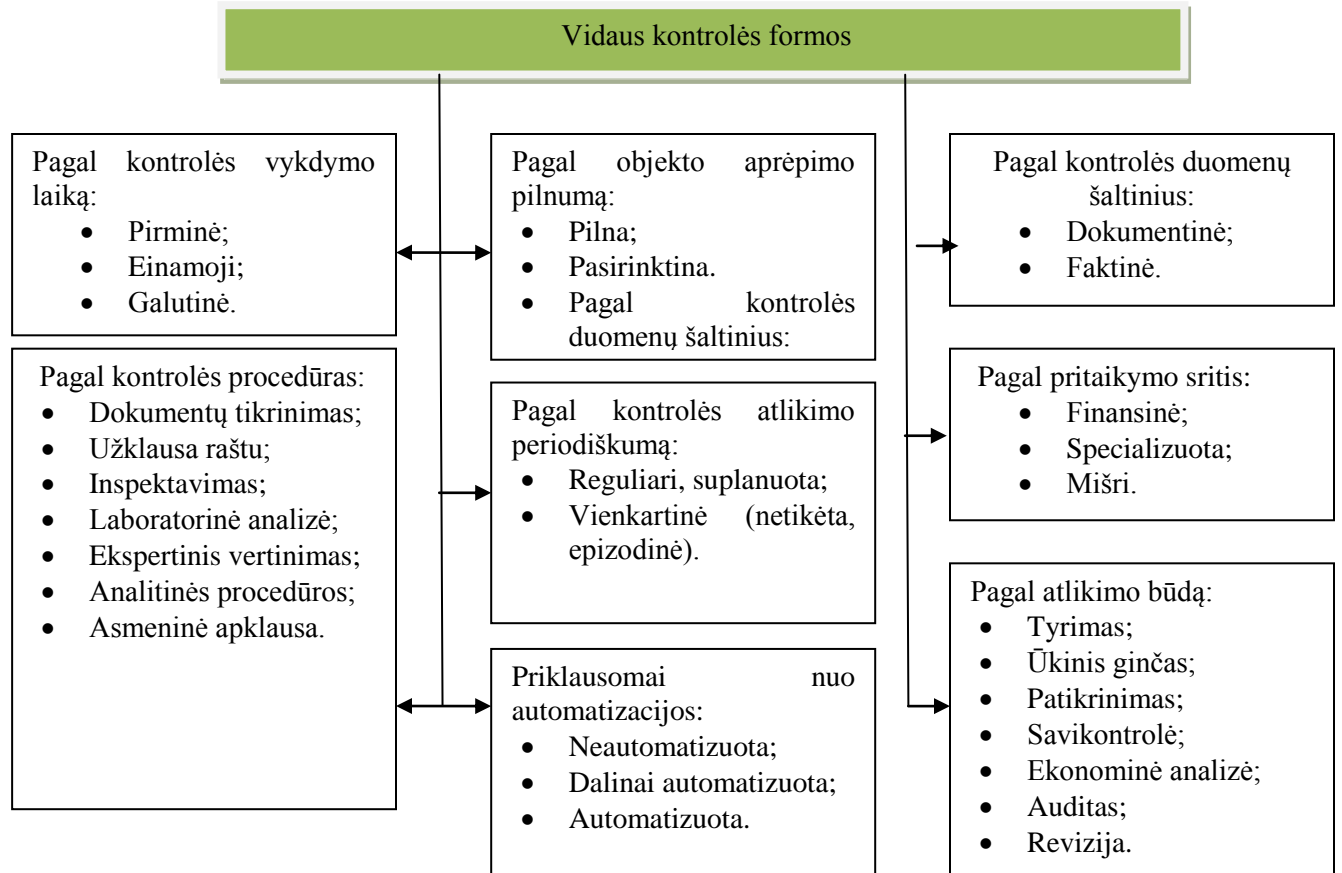 Vidaus kontrolės formos
Pagal kontrolės vykdymo
laiką:
• Pirminė;
• Einamoji;
• Galutinė.
Pagal kontrolės procedūras:
• Dokumentų tikrinimas;
• Užklausa raštu;
• Inspektavimas;
• Laboratorinė analizė;
• Ekspertinis vertinimas;
• Analitinės procedūros;
• Asmeninė apklausa.
Pagal objekto aprėpimo
pilnumą:
• Pilna;
• Pasirinktina.
• Pagal kontrolės
duomenų šaltinius:
Pagal kontrolės atlikimo
periodiškumą:
• Reguliari, suplanuota;
• Vienkartinė (netikėta,
epizodinė).
Priklausomai nuo
automatizacijos:
• Neautomatizuota;
• Dalinai automatizuota;
• Automatizuota.
Pagal kontrolės duomenų
šaltinius:
• Dokumentinė;
• Faktinė.
Pagal pritaikymo sritis:
• Finansinė;
• Specializuota;
• Mišri.
Pagal atlikimo būdą:
• Tyrimas;
• Ūkinis ginčas;
• Patikrinimas;
• Savikontrolė;
• Ekonominė analizė;
• Auditas;
• Revizija.